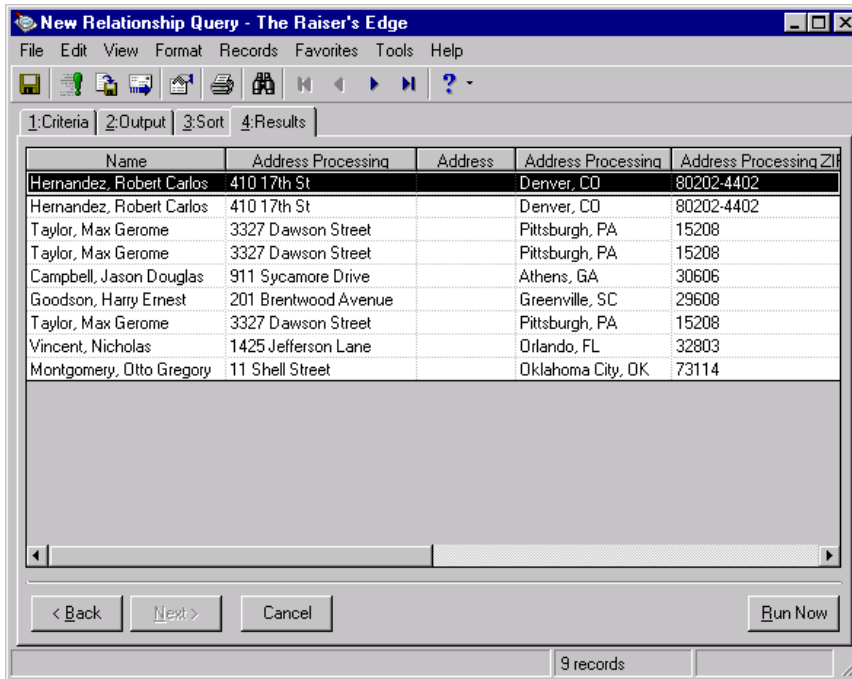 New Relationship Query - The Raiser's Edge
File Edit View Format Records Favorites Tools Help
?
1:Criteria 2:Output 3:Sort 4:Results
Name Address Processing Address Address Processing Address Processing ZIP
Hernandez, Robert Carlos 410 17th St Denver, CO 80202-4402
Hernandez, Robert Carlos 410 17th St Denver, CO 80202-4402
Taylor, Max Gerome 3327 Dawson Street Pittsburgh, PA 15208
Taylor, Max Gerome 3327 Dawson Street Pittsburgh, PA 15208
Campbell, Jason Douglas 911 Sycamore Drive Athens, GA 30606
Goodson, Harry Ernest 201 Brentwood Avenue Greenville, SC 29608
Taylor, Max Gerome 3327 Dawson Street Pittsburgh, PA 15208
Vincent, Nicholas 1425 Jefferson Lane Orlando, FL 32803
Montgomery, Otto Gregory 11 Shell Street Oklahoma City, OK 73114
< Back Next > Cancel Run Now
9 records